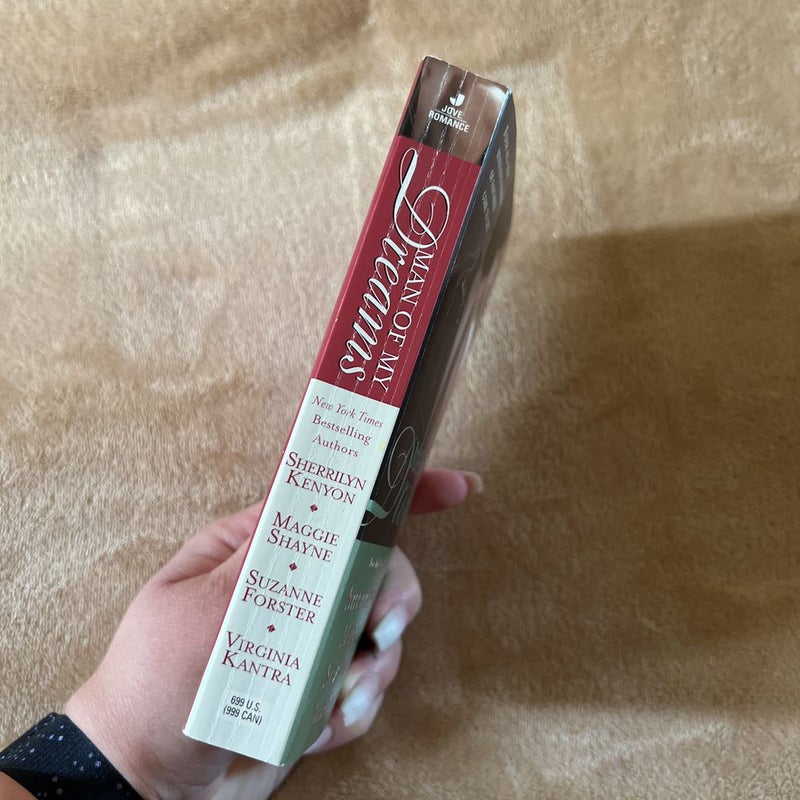 JOVE
ROMANCE
MAN OF MY
Dreams
New York Times
Bestselling
Authors
SHERRILYN
KENYON
MAGGIE
SHAYNE
SUZANNE
FORSTER
VIRGINIA
KANTRA
699 U.S.
(999 CAN)